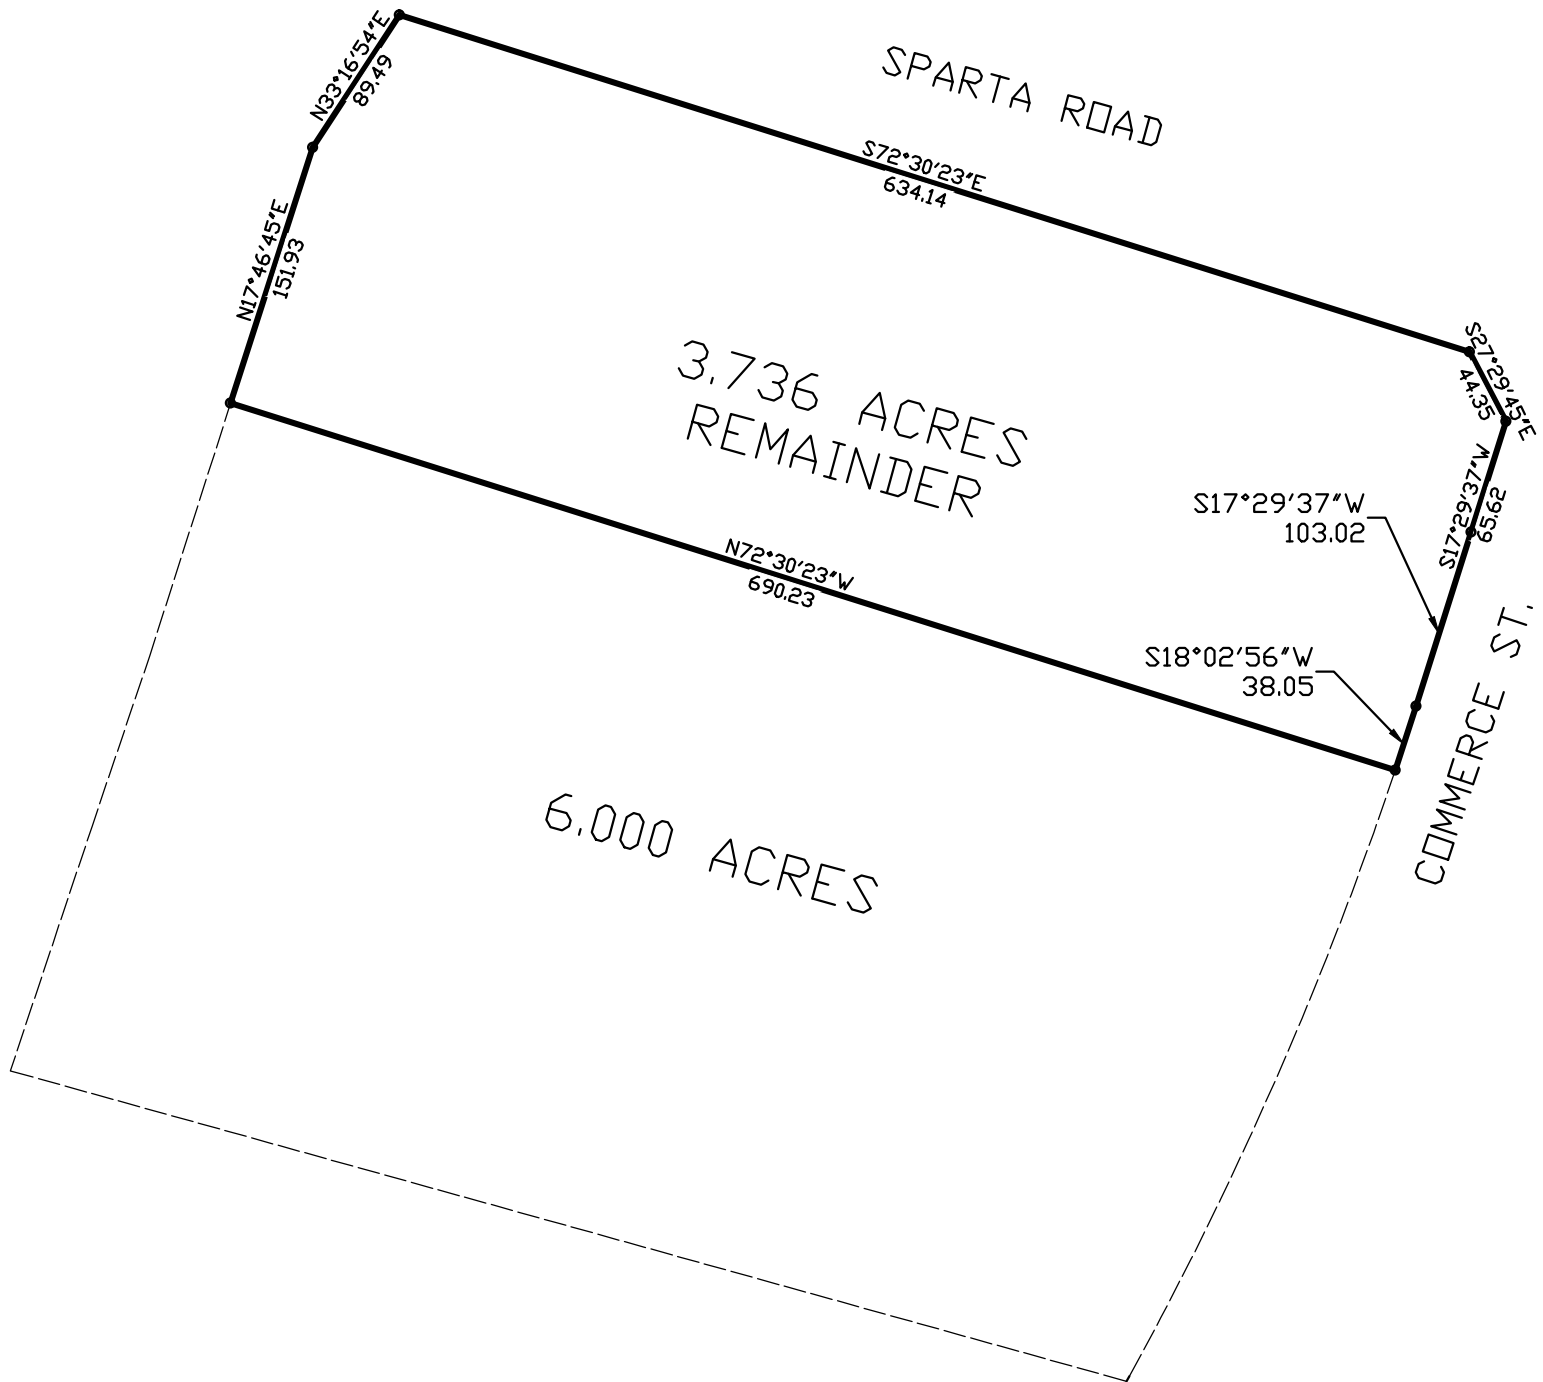 N33°16'54"E
89.49
SPARTA ROAD
S72°30'23"E
634.14
N17°46'45"E
151.93
S27°29'45"E
44.35
3.736 ACRES
REMAINDER
S17°29'37"W
65.62
S17°29'37"W
103.02
N72°30'23"W
690.23
S18°02'56"W
38.05
COMMERCE ST.
6.000 ACRES